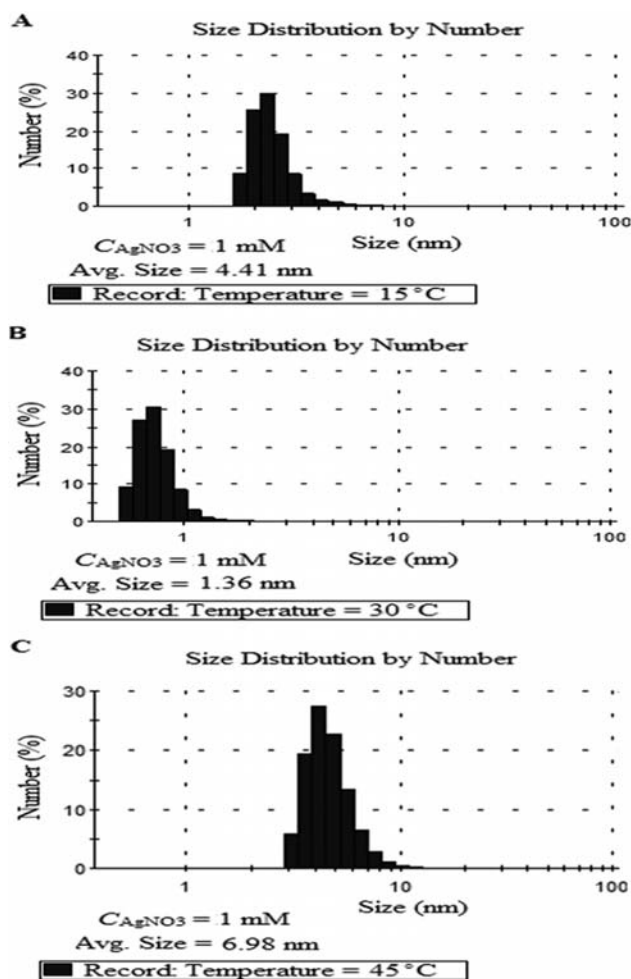 A
Size Distribution by Number
40
30
20
10
0
Number (%)
1 10 100
C_AgNO3 = 1 mM Size (nm)
Avg. Size = 4.41 nm
Record: Temperature = 15°C
B
Size Distribution by Number
40
30
20
10
0
Number (%)
1 10 100
C_AgNO3 = 1 mM Size (nm)
Avg. Size = 1.36 nm
Record: Temperature = 30 °C
C
Size Distribution by Number
30
20
10
0
Number (%)
1 10 100
C_AgNO3 = 1 mM Size (nm)
Avg. Size = 6.98 nm
Record: Temperature = 45°C